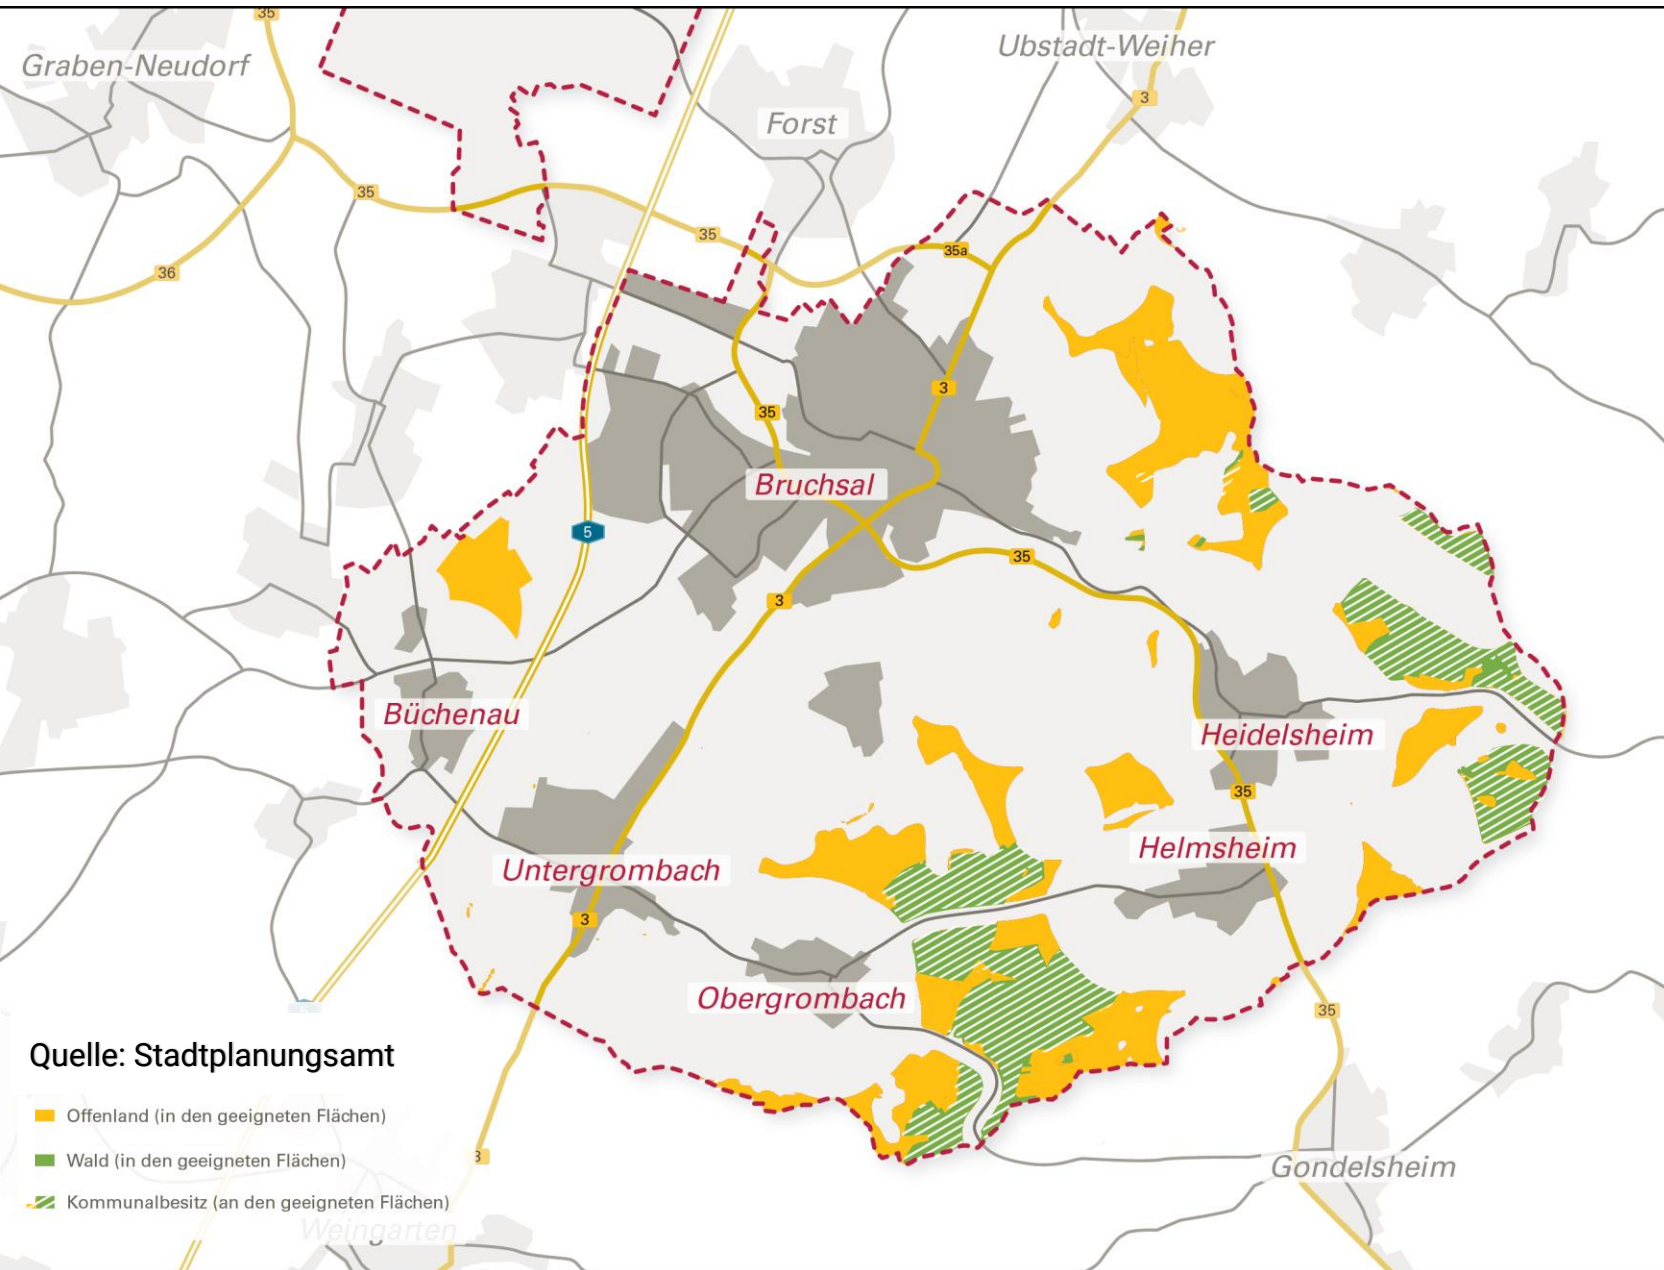 35
Graben-Neudorf
Ubstadt-Weiher
3
Forst
35
35
35a
36
3
35
Bruchsal
5
35
3
Büchenau
Heidelsheim
35
Helmsheim
Untergrombach
3
Obergrombach
35
Quelle: Stadtplanungsamt
Offenland (in den geeigneten Flächen)
3
Wald (in den geeigneten Flächen)
Gondelsheim
Kommunalbesitz (an den geeigneten Flächen)
Weingarten